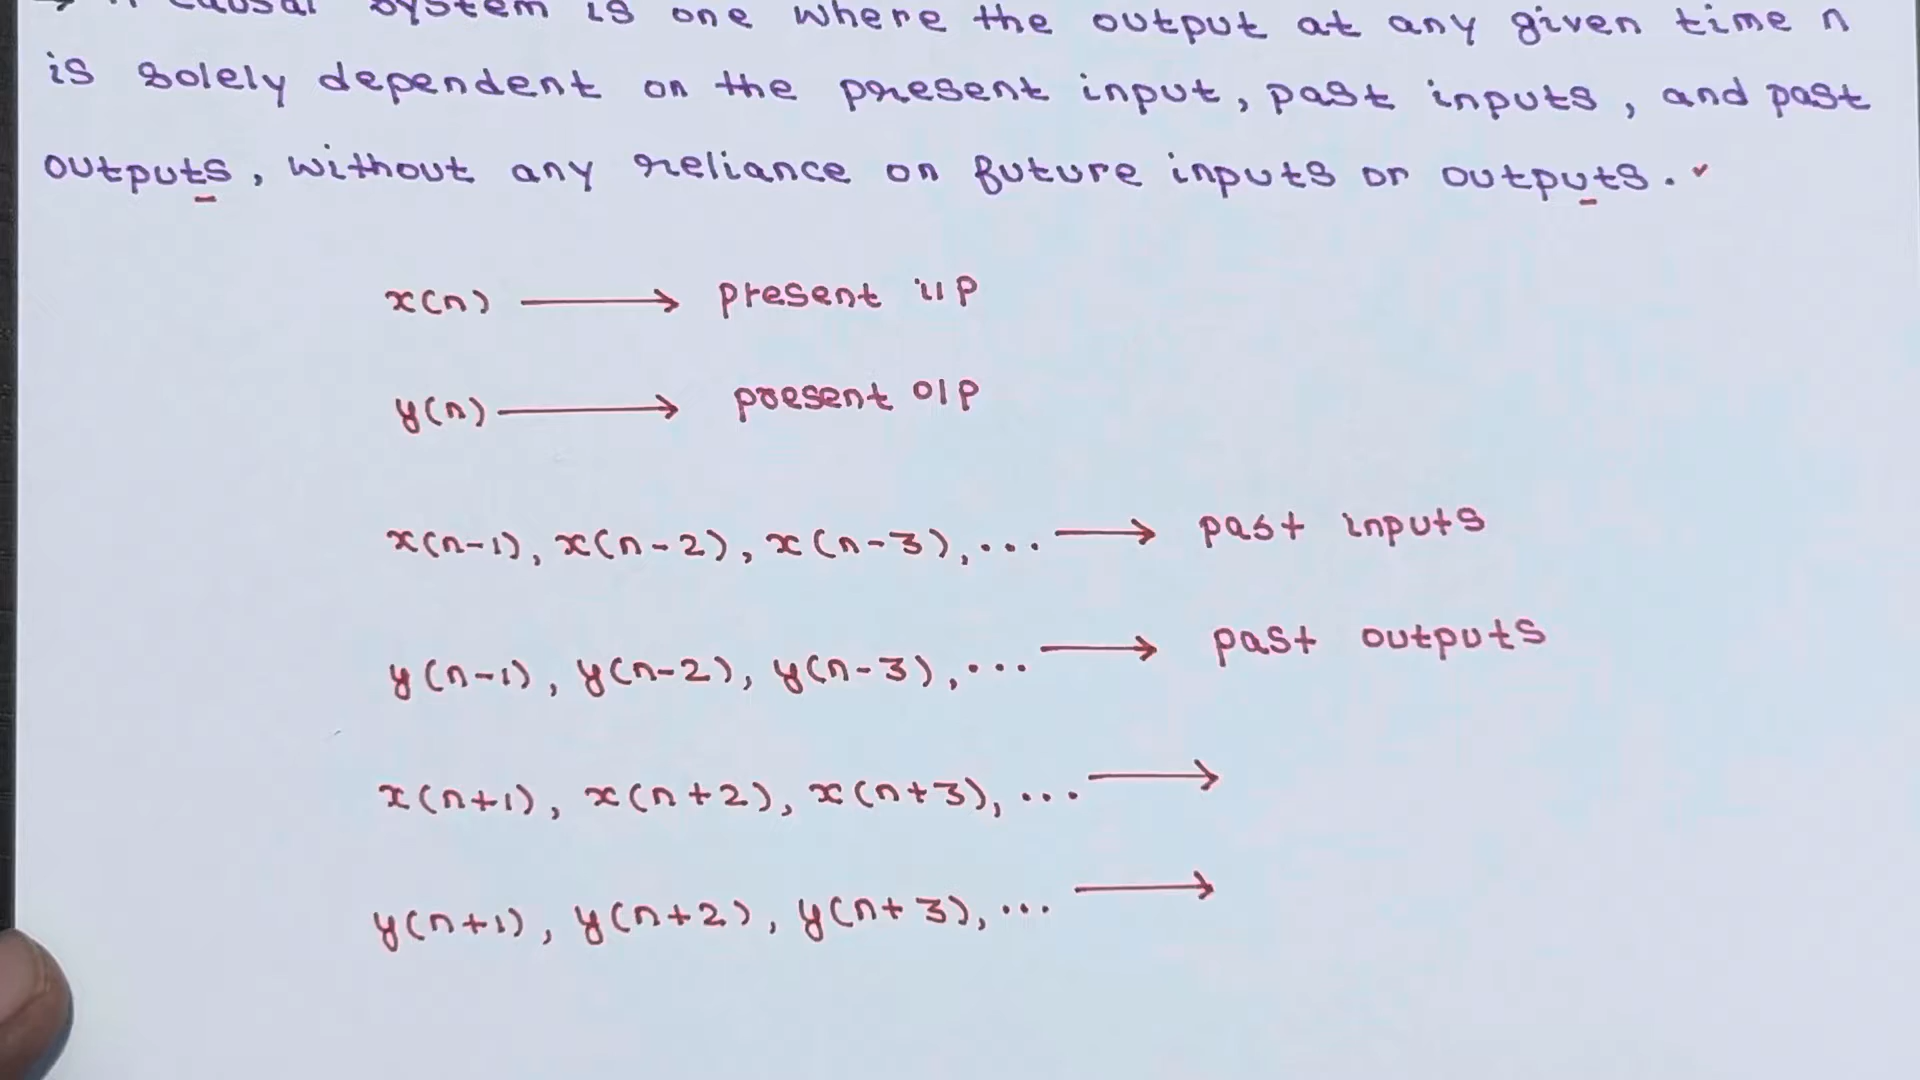 → A causal system is one where the output at any given time n
is solely dependent on the present input, past inputs, and past
outputs, without any reliance on future inputs or outputs.
x(n) → present i/p
y(n) → present o/p
x(n-1), x(n-2), x(n-3), ... → past inputs
y(n-1), y(n-2), y(n-3), ... → past outputs
x(n+1), x(n+2), x(n+3), ... →
y(n+1), y(n+2), y(n+3), ... →